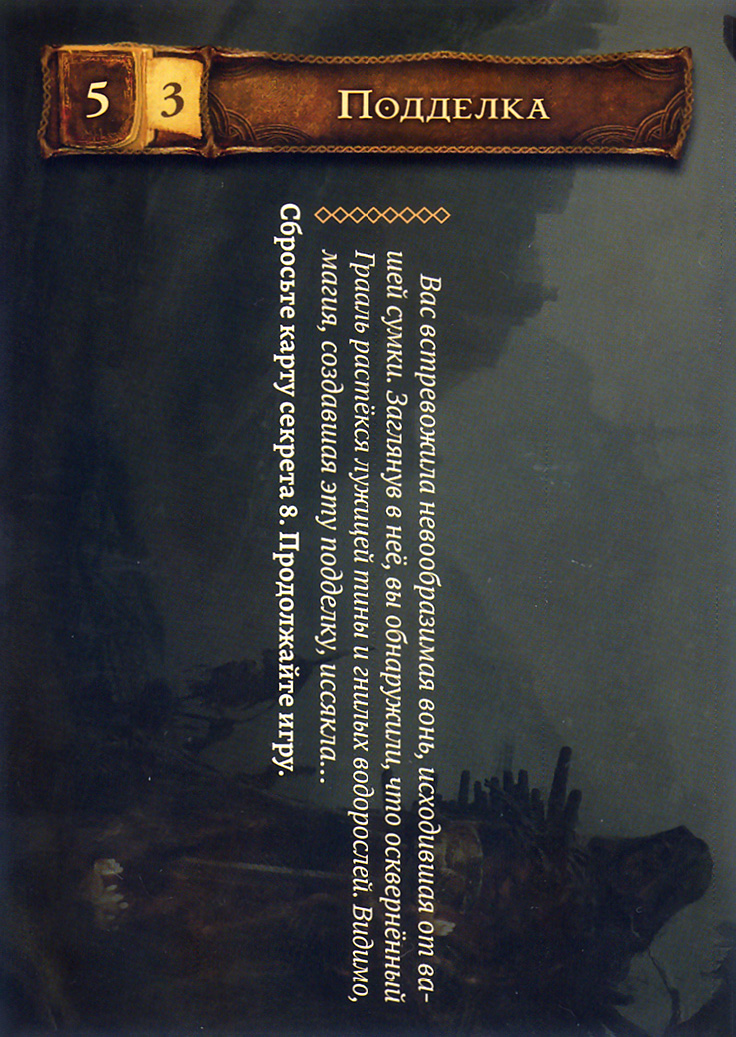 5
3
Подделка
Вас встревожила невообразимая вонь, исходившая от ва-
шей сумки. Заглянув в неё, вы обнаружили, что осквернённый
Грааль растёкся лужицей тины и гнилых водорослей. Видимо,
магия, создавшая эту подделку, иссякла...
Сбросьте карту секрета 8. Продолжайте игру.